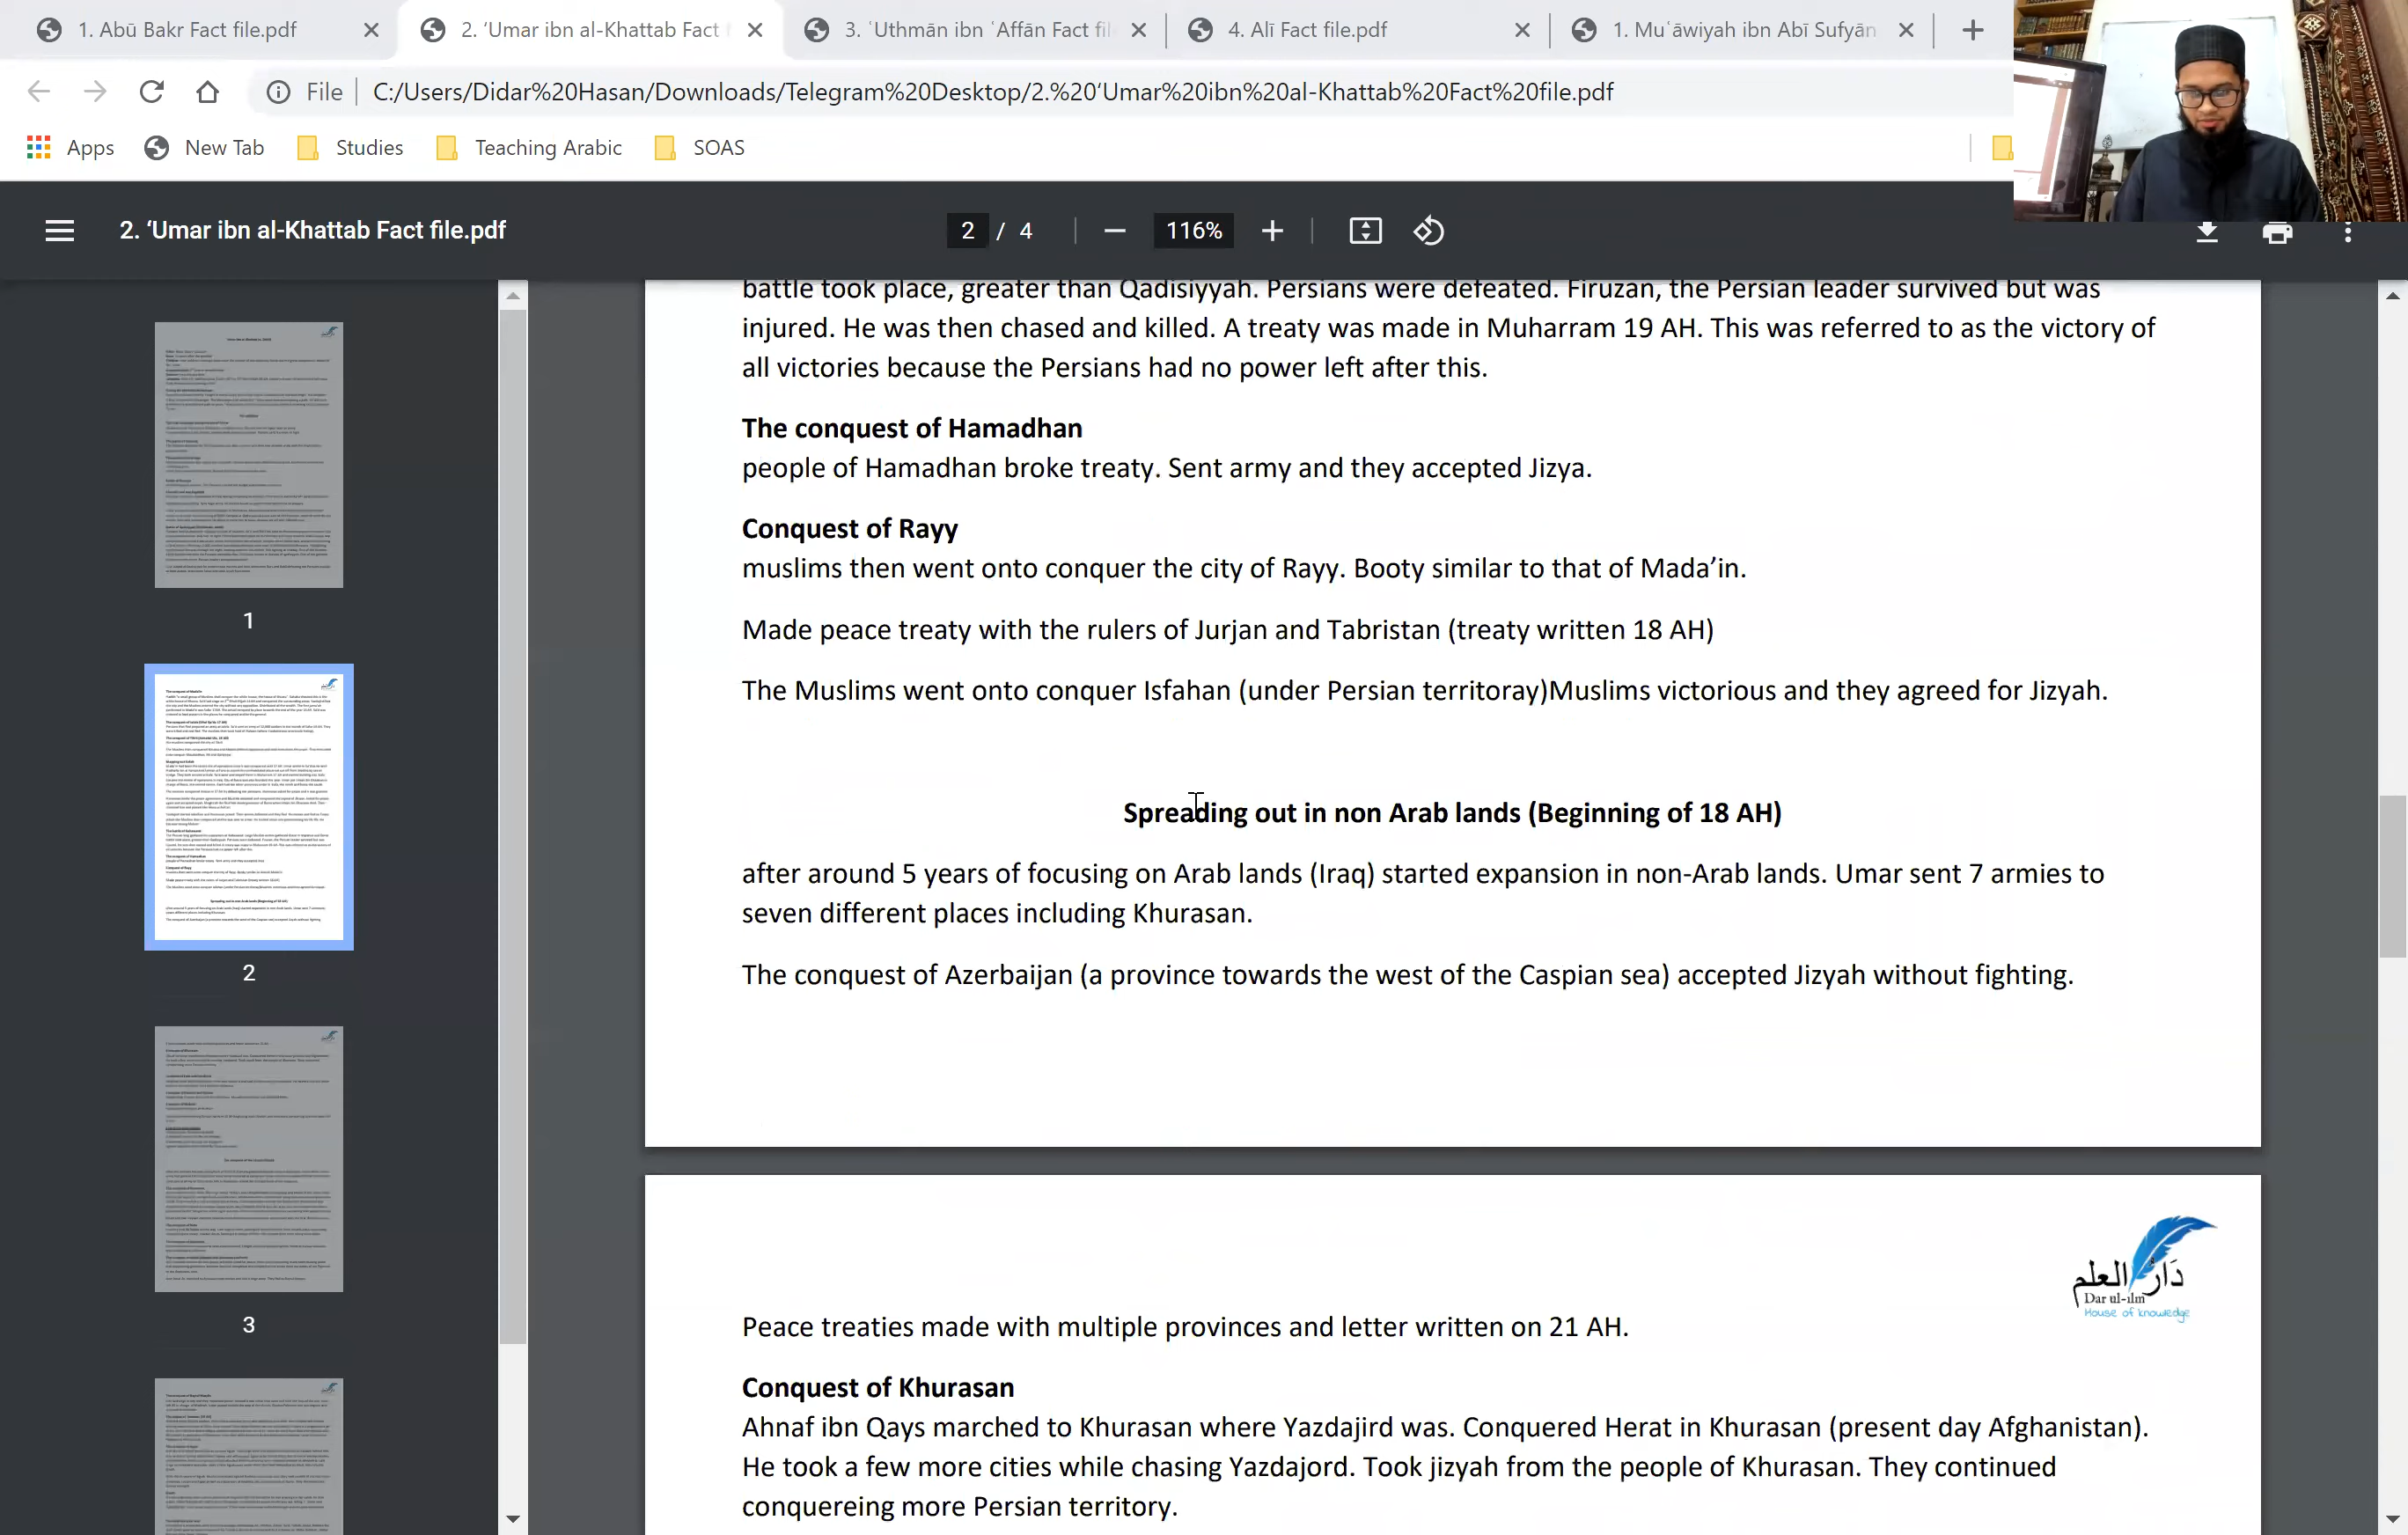 1. Abū Bakr Fact file.pdf
2. ‘Umar ibn al-Khattab Fact f
3. ʿUthmān ibn ʿAffān Fact fil
4. Alī Fact file.pdf
1. Muʿāwiyah ibn Abī Sufyān
File
C:/Users/Didar%20Hasan/Downloads/Telegram%20Desktop/2.%20‘Umar%20ibn%20al-Khattab%20Fact%20file.pdf
Apps
New Tab
Studies
Teaching Arabic
SOAS
2. ‘Umar ibn al-Khattab Fact file.pdf
2 / 4
116%
1
2
3
battle took place, greater than Qadisiyyah. Persians were defeated. Firuzan, the Persian leader survived but was
injured. He was then chased and killed. A treaty was made in Muharram 19 AH. This was referred to as the victory of
all victories because the Persians had no power left after this.
The conquest of Hamadhan
people of Hamadhan broke treaty. Sent army and they accepted Jizya.
Conquest of Rayy
muslims then went onto conquer the city of Rayy. Booty similar to that of Mada’in.
Made peace treaty with the rulers of Jurjan and Tabristan (treaty written 18 AH)
The Muslims went onto conquer Isfahan (under Persian territoray)Muslims victorious and they agreed for Jizyah.
Spreading out in non Arab lands (Beginning of 18 AH)
after around 5 years of focusing on Arab lands (Iraq) started expansion in non-Arab lands. Umar sent 7 armies to
seven different places including Khurasan.
The conquest of Azerbaijan (a province towards the west of the Caspian sea) accepted Jizyah without fighting.
دَار العلم
Dar ul-ilm
House of knowledge
Peace treaties made with multiple provinces and letter written on 21 AH.
Conquest of Khurasan
Ahnaf ibn Qays marched to Khurasan where Yazdajird was. Conquered Herat in Khurasan (present day Afghanistan).
He took a few more cities while chasing Yazdajord. Took jizyah from the people of Khurasan. They continued
conquereing more Persian territory.